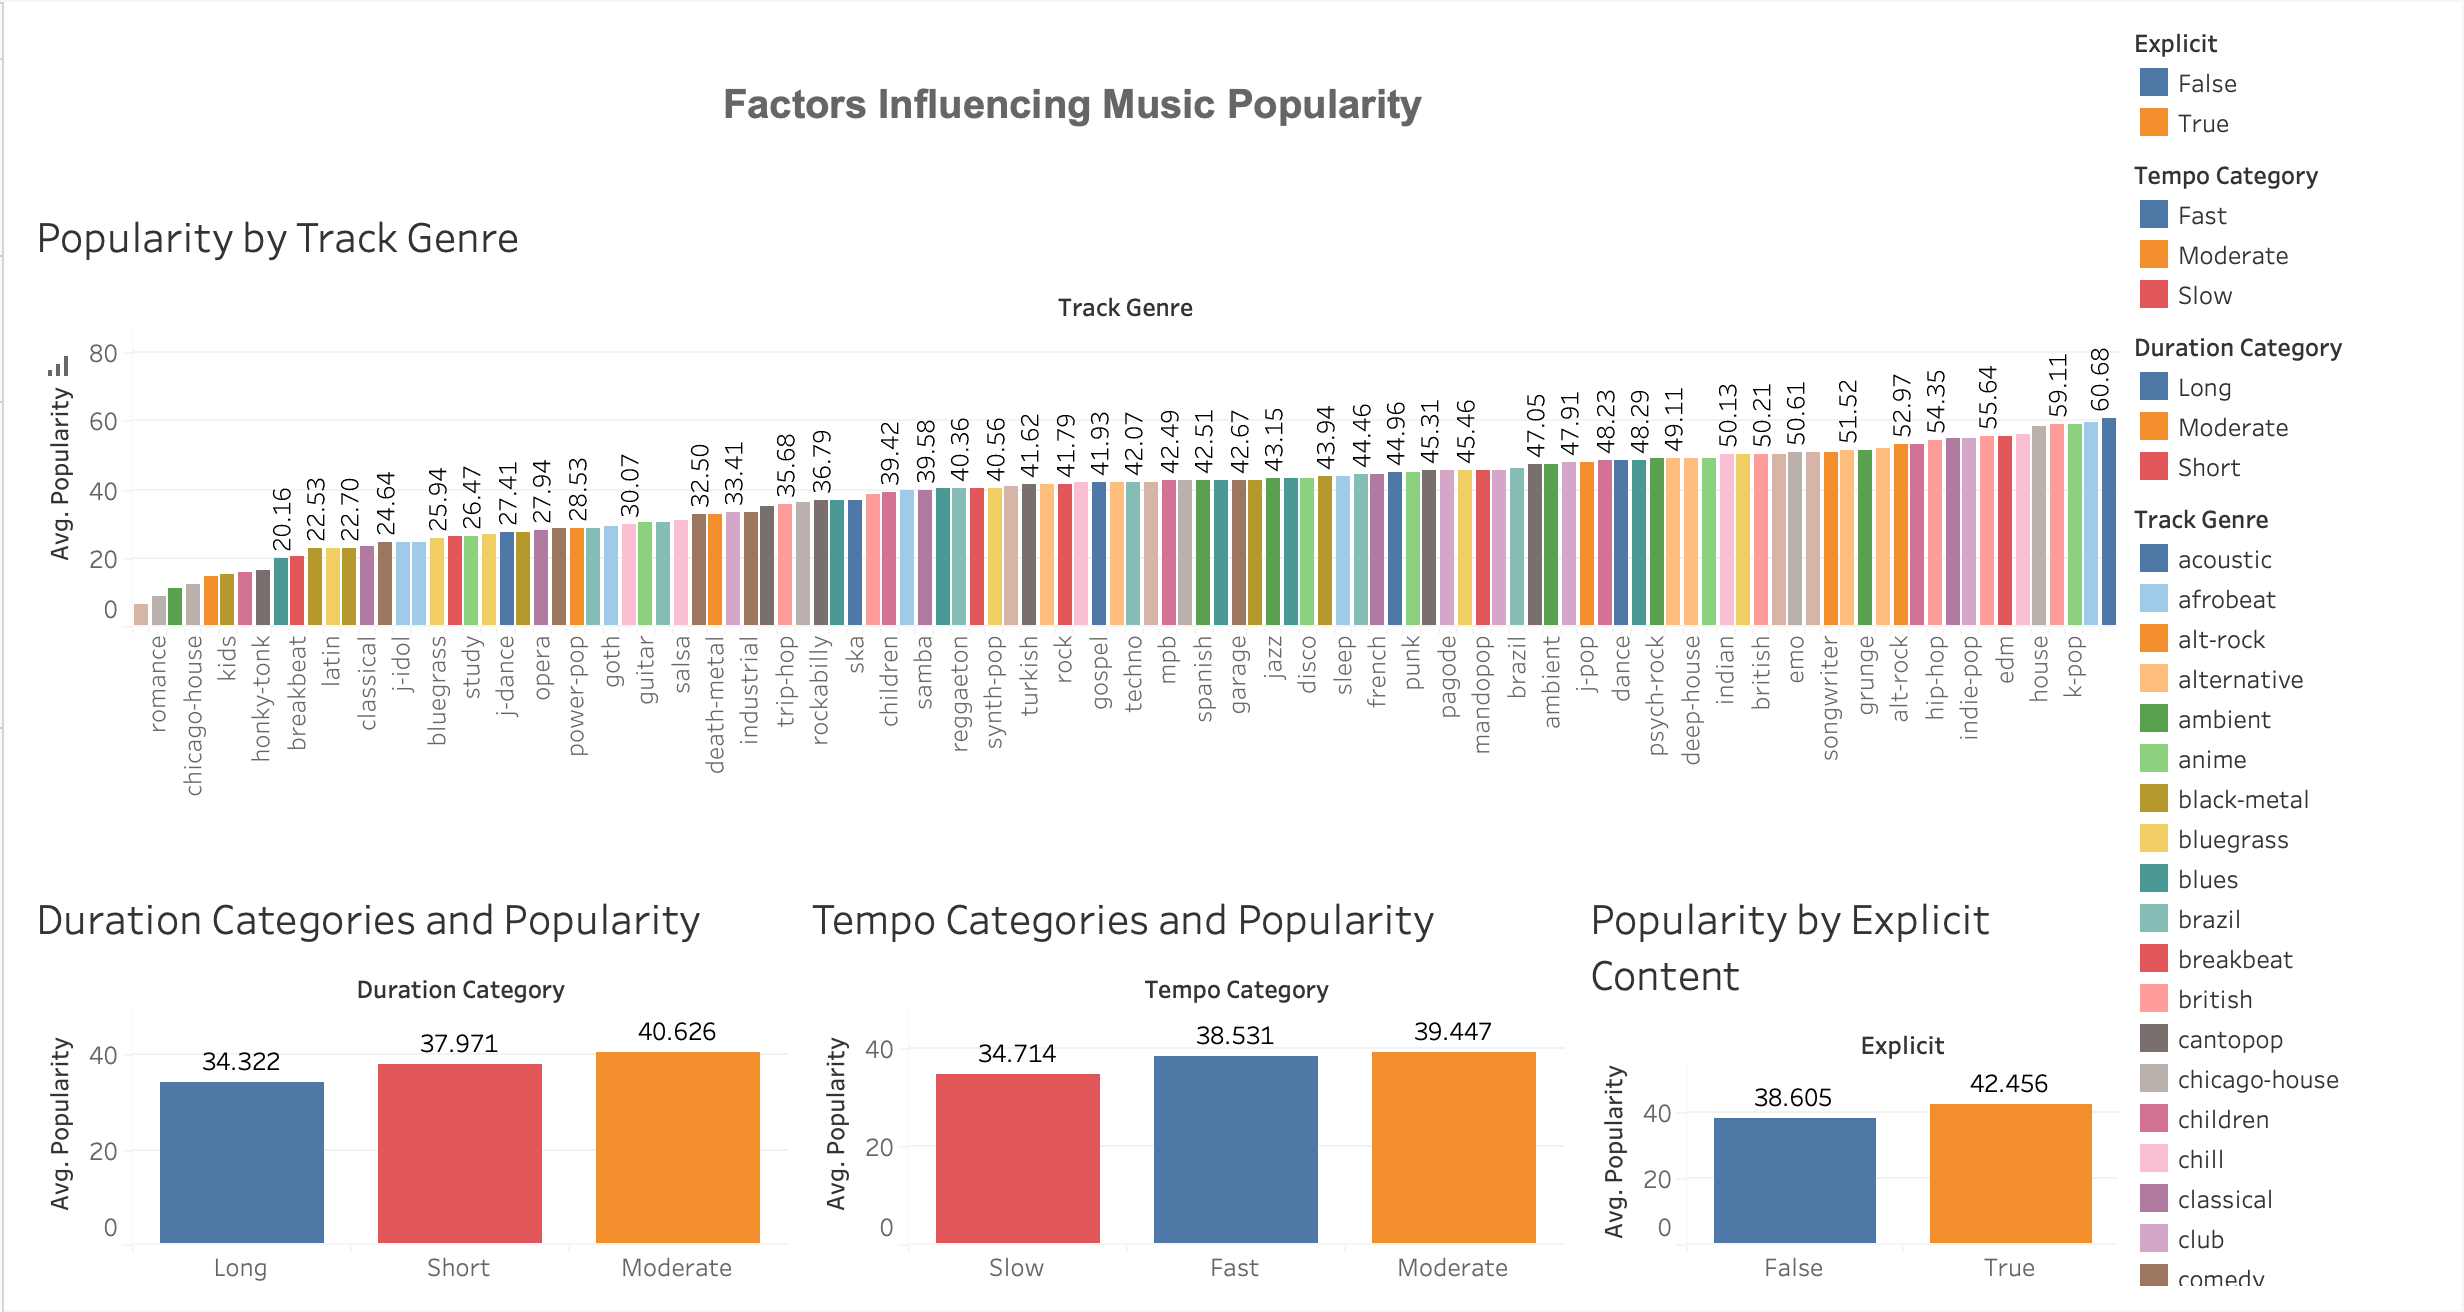 Factors Influencing Music Popularity
Popularity by Track Genre
Track Genre
Avg. Popularity
80
60
40
20
0
20.16
22.53
22.70
24.64
25.94
26.47
27.41
27.94
28.53
30.07
32.50
33.41
35.68
36.79
39.42
39.58
40.36
40.56
41.62
41.79
41.93
42.07
42.49
42.51
42.67
43.15
43.94
44.46
44.96
45.31
45.46
47.05
47.91
48.23
48.29
49.11
50.13
50.21
50.61
51.52
52.97
54.35
55.64
59.11
60.68
romance
chicago-house
kids
honky-tonk
breakbeat
latin
classical
j-idol
bluegrass
study
j-dance
opera
power-pop
goth
guitar
salsa
death-metal
industrial
trip-hop
rockabilly
ska
children
samba
reggaeton
synth-pop
turkish
rock
gospel
techno
mpb
spanish
garage
jazz
disco
sleep
french
punk
pagode
mandopop
brazil
ambient
j-pop
dance
psych-rock
deep-house
indian
british
emo
songwriter
grunge
alt-rock
hip-hop
indie-pop
edm
house
k-pop
Duration Categories and Popularity
Duration Category
Avg. Popularity
40
20
0
34.322
37.971
40.626
Long
Short
Moderate
Tempo Categories and Popularity
Tempo Category
Avg. Popularity
40
20
0
34.714
38.531
39.447
Slow
Fast
Moderate
Popularity by Explicit
Content
Explicit
Avg. Popularity
40
20
0
38.605
42.456
False
True
Explicit
False
True
Tempo Category
Fast
Moderate
Slow
Duration Category
Long
Moderate
Short
Track Genre
acoustic
afrobeat
alt-rock
alternative
ambient
anime
black-metal
bluegrass
blues
brazil
breakbeat
british
cantopop
chicago-house
children
chill
classical
club
comedy